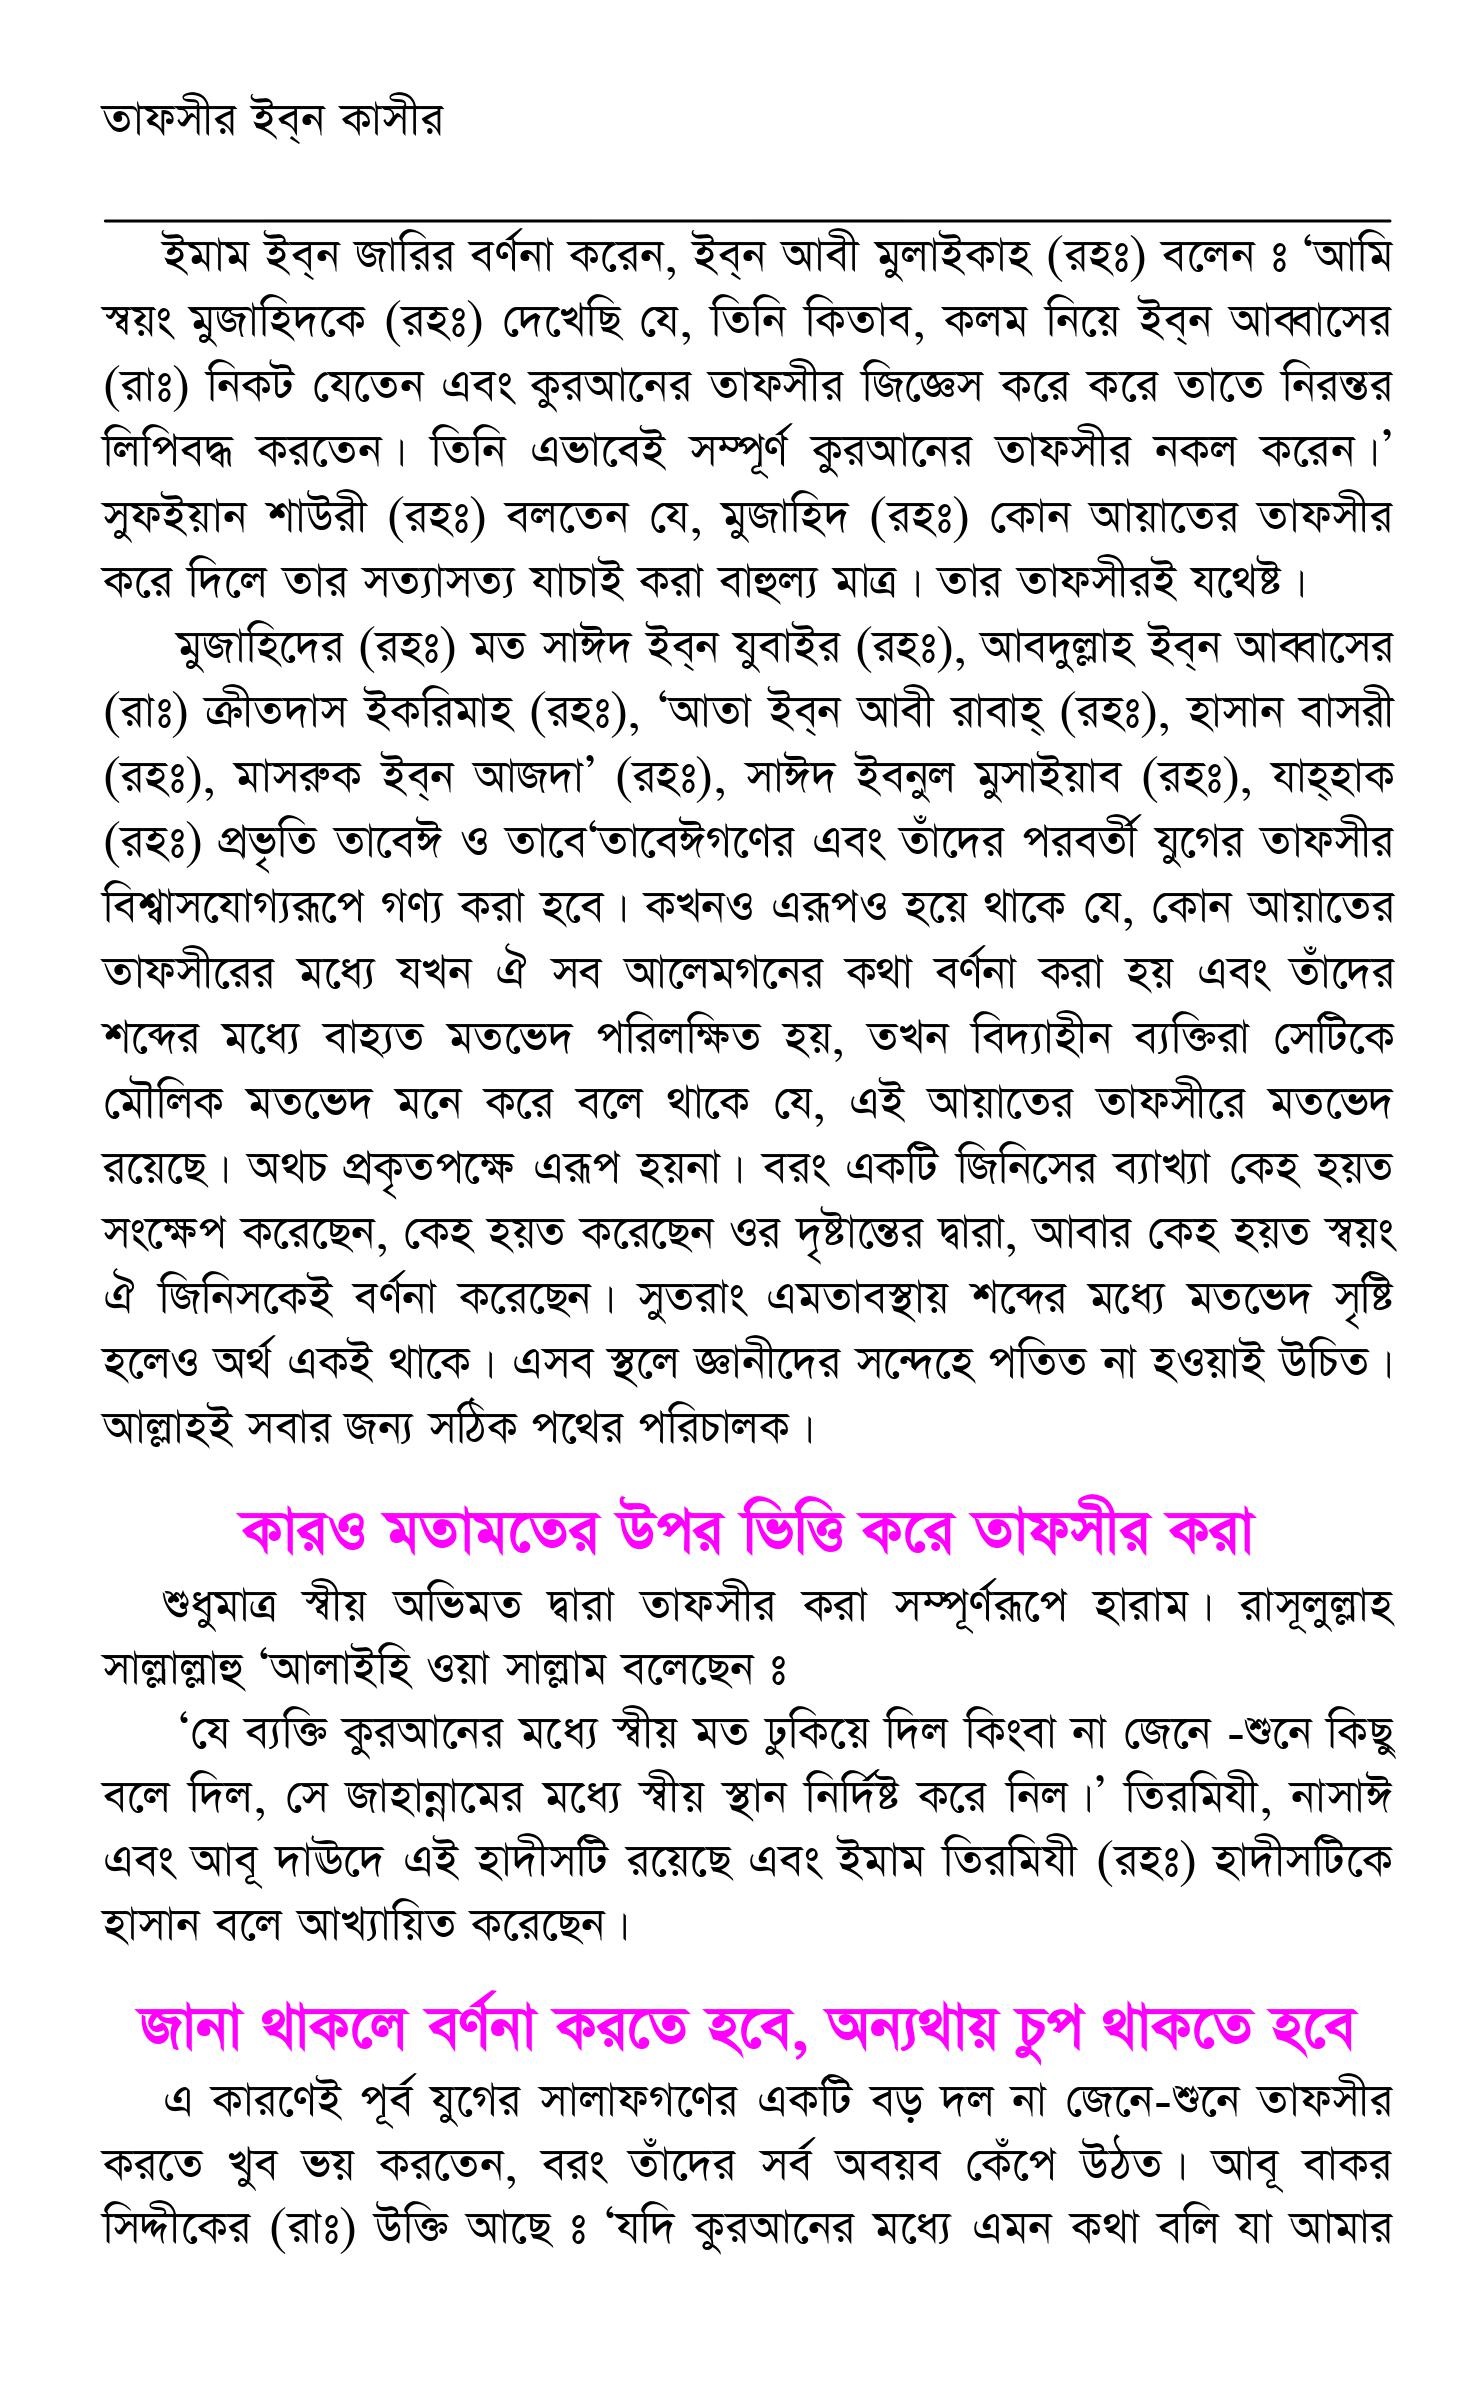 তাফসীর ইব্‌ন কাসীর
ইমাম ইব্‌ন জারির বর্ণনা করেন, ইব্‌ন আবী মুলাইকাহ (রহঃ) বলেন ঃ ‘আমি
স্বয়ং মুজাহিদকে (রহঃ) দেখেছি যে, তিনি কিতাব, কলম নিয়ে ইব্‌ন আব্বাসের
(রাঃ) নিকট যেতেন এবং কুরআনের তাফসীর জিজ্ঞেস করে করে তাতে নিরন্তর
লিপিবদ্ধ করতেন। তিনি এভাবেই সম্পূর্ণ কুরআনের তাফসীর নকল করেন।’
সুফইয়ান শাউরী (রহঃ) বলতেন যে, মুজাহিদ (রহঃ) কোন আয়াতের তাফসীর
করে দিলে তার সত্যাসত্য যাচাই করা বাহুল্য মাত্র। তার তাফসীরই যথেষ্ট।
মুজাহিদের (রহঃ) মত সাঈদ ইব্‌ন যুবাইর (রহঃ), আবদুল্লাহ ইব্‌ন আব্বাসের
(রাঃ) ক্রীতদাস ইকরিমাহ (রহঃ), ‘আতা ইব্‌ন আবী রাবাহ্ (রহঃ), হাসান বাসরী
(রহঃ), মাসরুক ইব্‌ন আজদা’ (রহঃ), সাঈদ ইবনুল মুসাইয়াব (রহঃ), যাহ্‌হাক
(রহঃ) প্রভৃতি তাবেঈ ও তাবে‘তাবেঈগণের এবং তাঁদের পরবর্তী যুগের তাফসীর
বিশ্বাসযোগ্যরূপে গণ্য করা হবে। কখনও এরূপও হয়ে থাকে যে, কোন আয়াতের
তাফসীরের মধ্যে যখন ঐ সব আলেমগনের কথা বর্ণনা করা হয় এবং তাঁদের
শব্দের মধ্যে বাহ্যত মতভেদ পরিলক্ষিত হয়, তখন বিদ্যাহীন ব্যক্তিরা সেটিকে
মৌলিক মতভেদ মনে করে বলে থাকে যে, এই আয়াতের তাফসীরে মতভেদ
রয়েছে। অথচ প্রকৃতপক্ষে এরূপ হয়না। বরং একটি জিনিসের ব্যাখ্যা কেহ হয়ত
সংক্ষেপ করেছেন, কেহ হয়ত করেছেন ওর দৃষ্টান্তের দ্বারা, আবার কেহ হয়ত স্বয়ং
ঐ জিনিসকেই বর্ণনা করেছেন। সুতরাং এমতাবস্থায় শব্দের মধ্যে মতভেদ সৃষ্টি
হলেও অর্থ একই থাকে। এসব স্থলে জ্ঞানীদের সন্দেহে পতিত না হওয়াই উচিত।
আল্লাহই সবার জন্য সঠিক পথের পরিচালক।
কারও মতামতের উপর ভিত্তি করে তাফসীর করা
শুধুমাত্র স্বীয় অভিমত দ্বারা তাফসীর করা সম্পূর্ণরূপে হারাম। রাসূলুল্লাহ
সাল্লাল্লাহু ‘আলাইহি ওয়া সাল্লাম বলেছেন ঃ
‘যে ব্যক্তি কুরআনের মধ্যে স্বীয় মত ঢুকিয়ে দিল কিংবা না জেনে -শুনে কিছু
বলে দিল, সে জাহান্নামের মধ্যে স্বীয় স্থান নির্দিষ্ট করে নিল।’ তিরমিযী, নাসাঈ
এবং আবূ দাঊদে এই হাদীসটি রয়েছে এবং ইমাম তিরমিযী (রহঃ) হাদীসটিকে
হাসান বলে আখ্যায়িত করেছেন।
জানা থাকলে বর্ণনা করতে হবে, অন্যথায় চুপ থাকতে হবে
এ কারণেই পূর্ব যুগের সালাফগণের একটি বড় দল না জেনে-শুনে তাফসীর
করতে খুব ভয় করতেন, বরং তাঁদের সর্ব অবয়ব কেঁপে উঠত। আবূ বাকর
সিদ্দীকের (রাঃ) উক্তি আছে ঃ ‘যদি কুরআনের মধ্যে এমন কথা বলি যা আমার